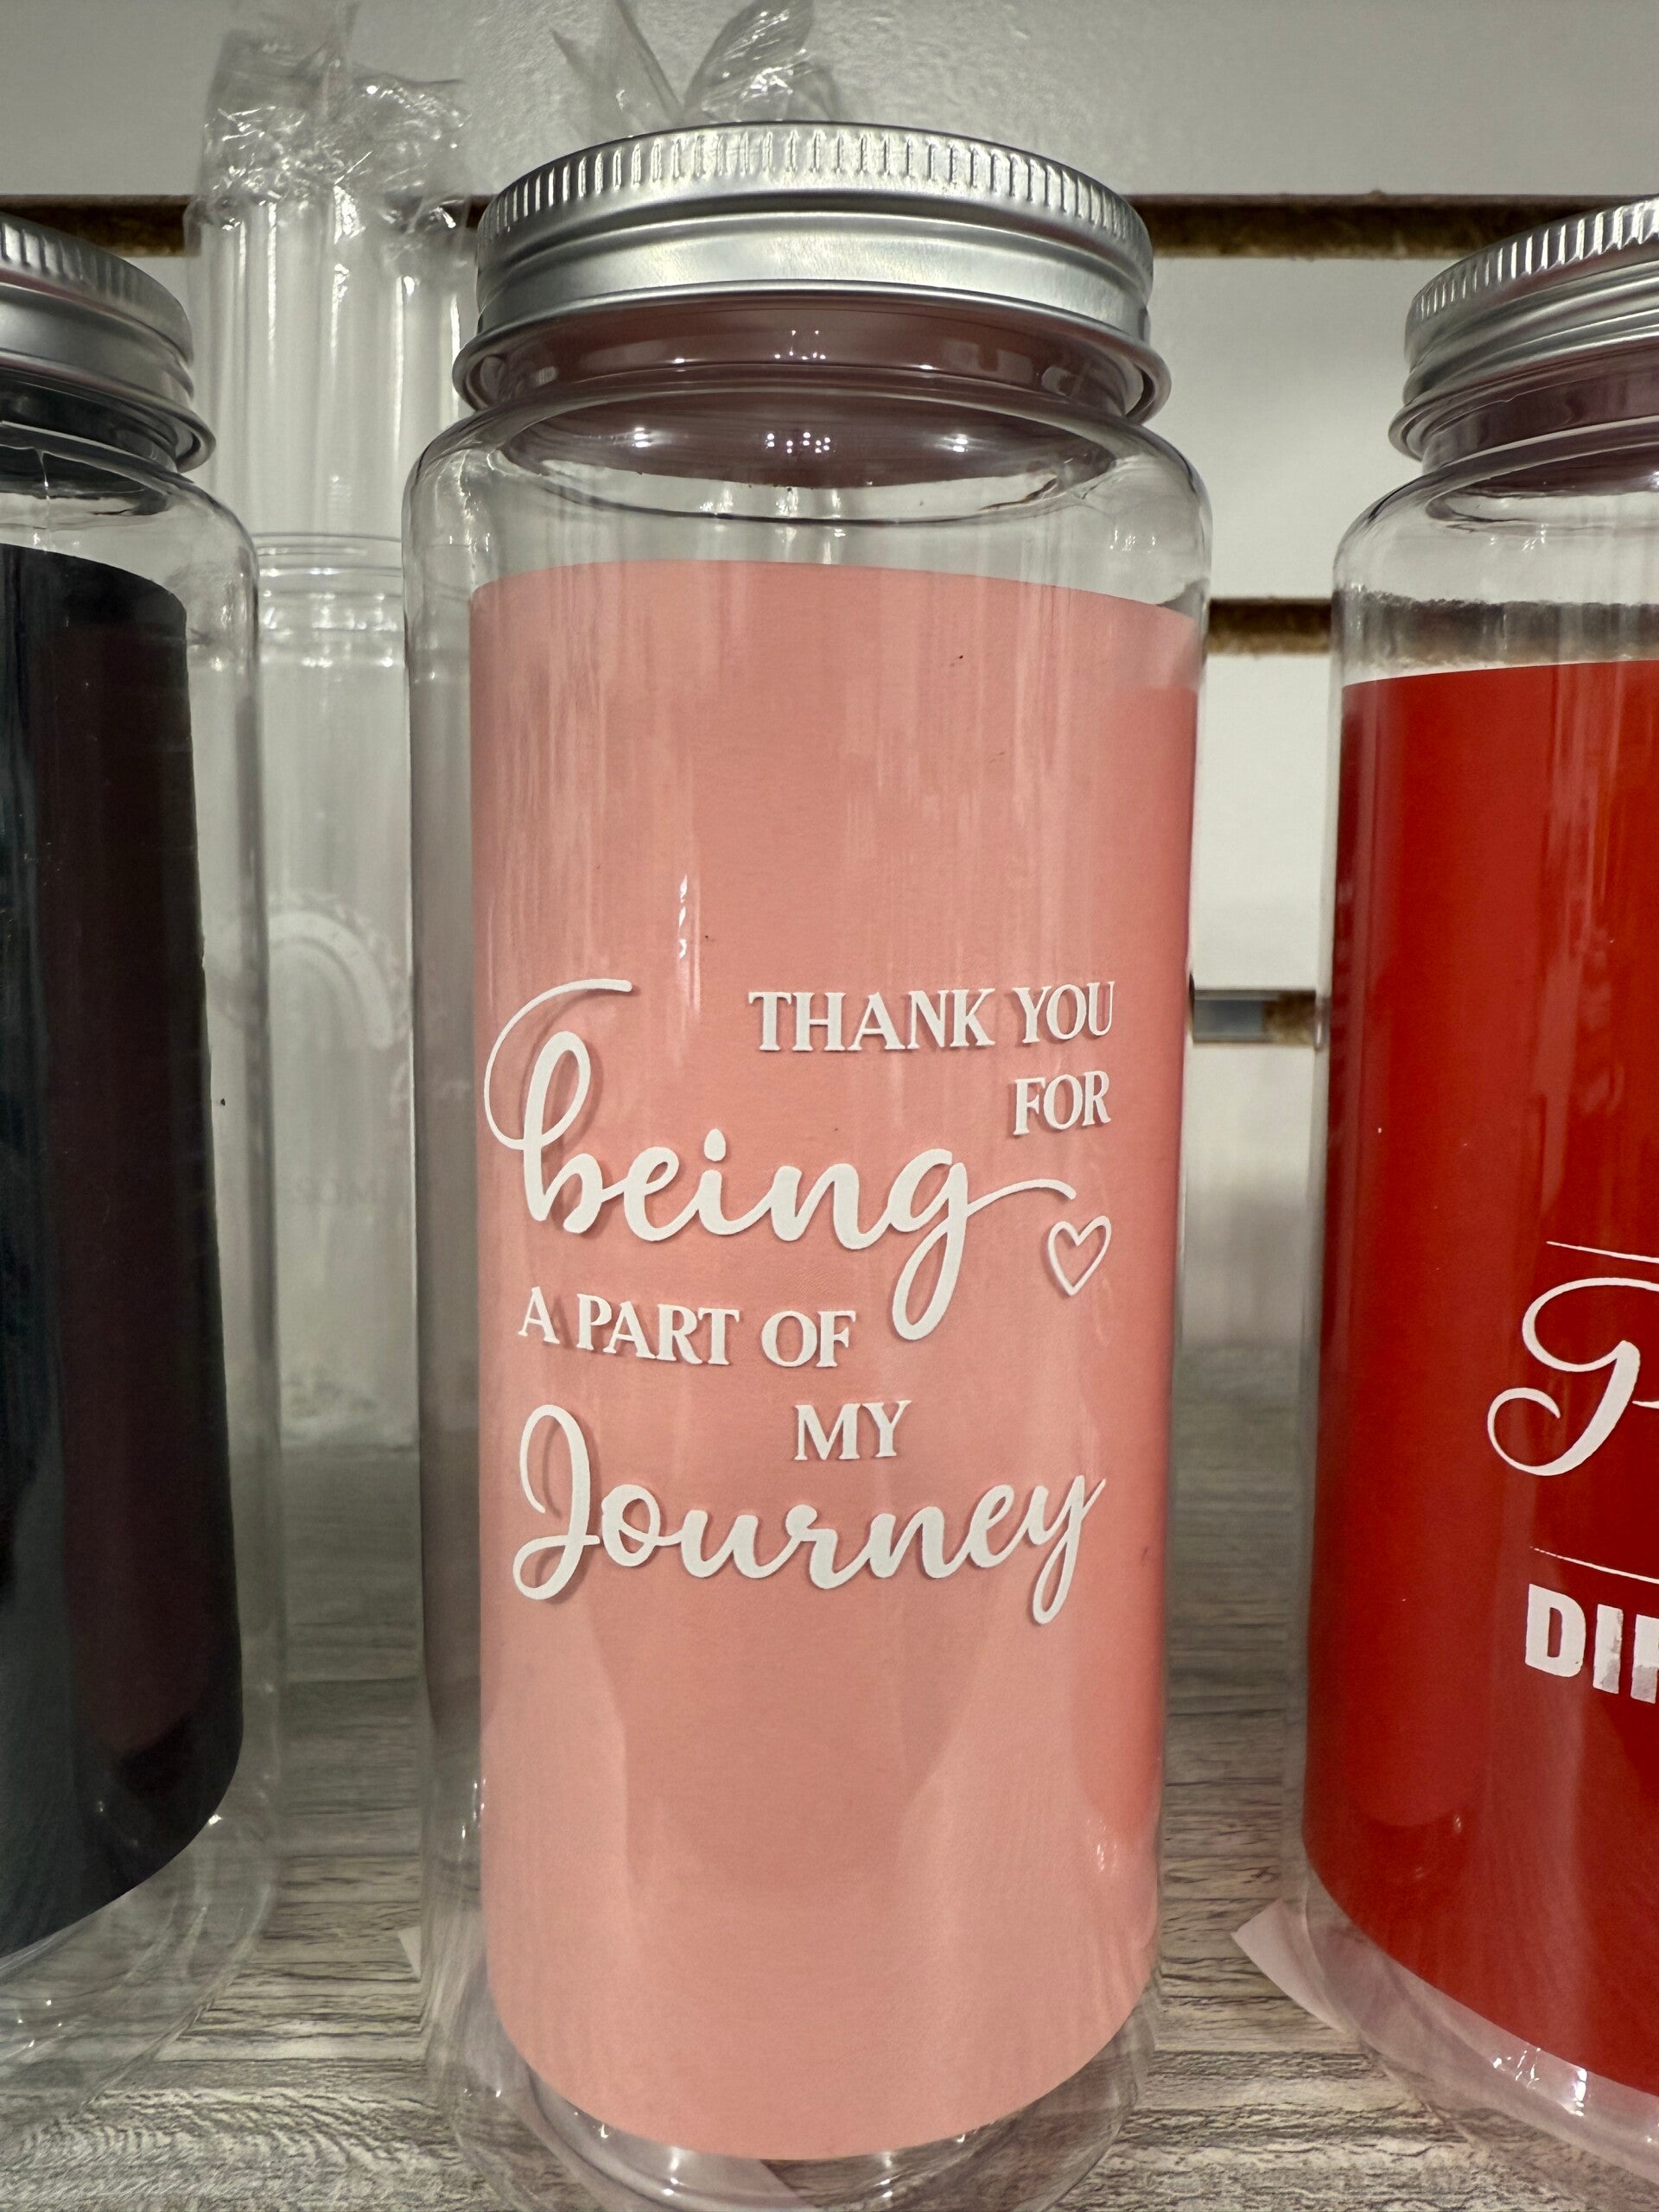 THANK YOU
FOR
being
A PART OF
MY
Journey